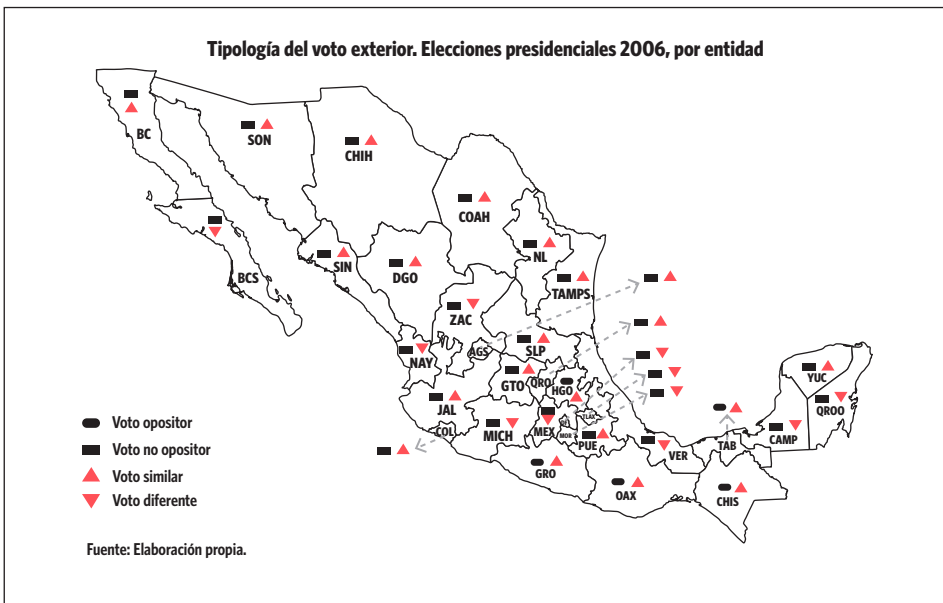 Tipología del voto exterior. Elecciones presidenciales 2006, por entidad
BC
SON
CHIH
COAH
NL
SIN
DGO
TAMPS
BCS
ZAC
NAY
AGS
SLP
GTO
QRO
HGO
YUC
QROO
JAL
COL
MICH
MEX
DF
TLAX
MOR
PUE
VER
TAB
CAMP
GRO
OAX
CHIS
Voto opositor
Voto no opositor
Voto similar
Voto diferente
Fuente: Elaboración propia.